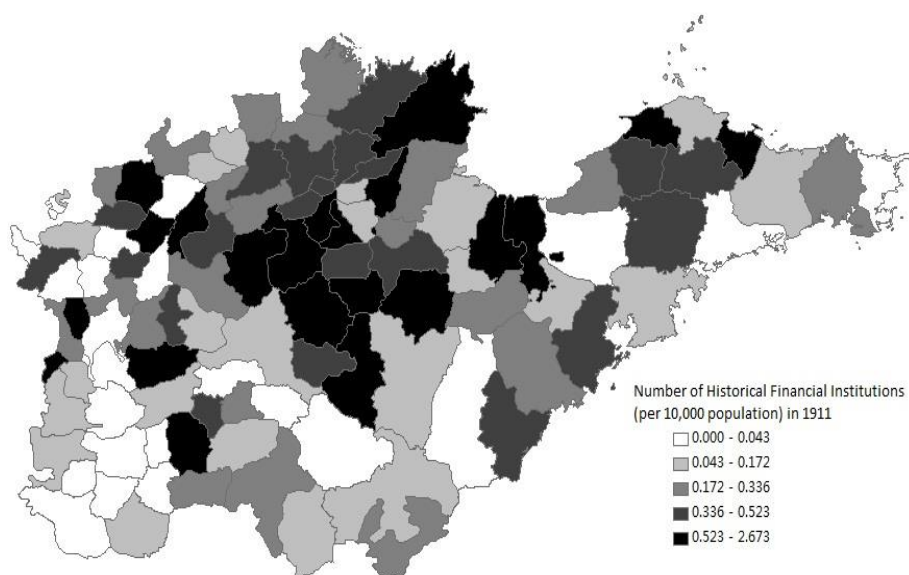 Number of Historical Financial Institutions
(per 10,000 population) in 1911
0.000 - 0.043
0.043 - 0.172
0.172 - 0.336
0.336 - 0.523
0.523 - 2.673